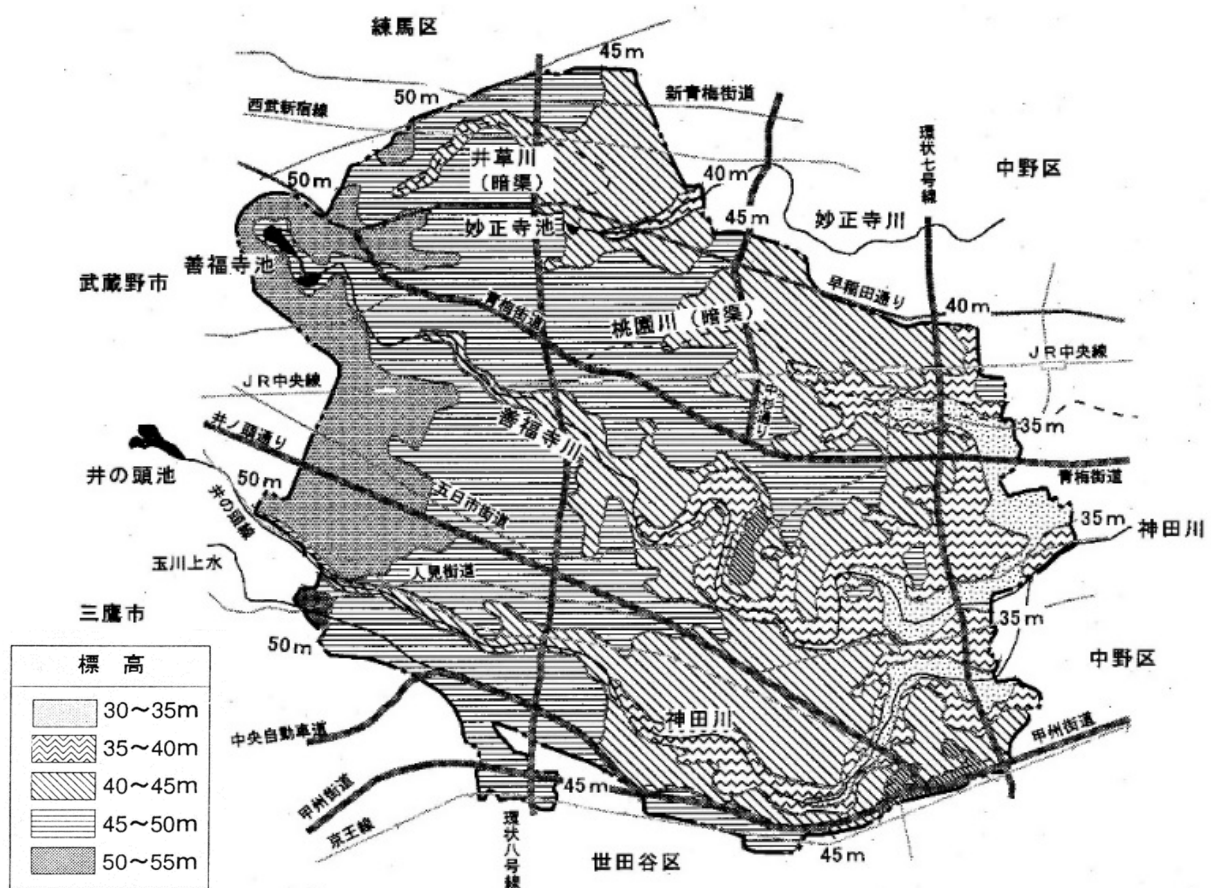 練馬区
45m
50m
新青梅街道
西武新宿線
環状七号線
中野区
井草川
(暗渠)
40m
50m
45m
妙正寺池
妙正寺川
善福寺池
武蔵野市
早稲田通り
青梅街道
40m
桃園川(暗渠)
JR中央線
JR中央線
中杉通り
井ノ頭通り
善福寺川
35m
井の頭池
50m
青梅街道
井の頭線
五日市街道
35m
神田川
玉川上水
人見街道
三鷹市
35m
50m
中野区
標高
30〜35m
35〜40m
40〜45m
45〜50m
50〜55m
神田川
中央自動車道
甲州街道
甲州街道
45m
京王線
環状八号線
世田谷区
45m